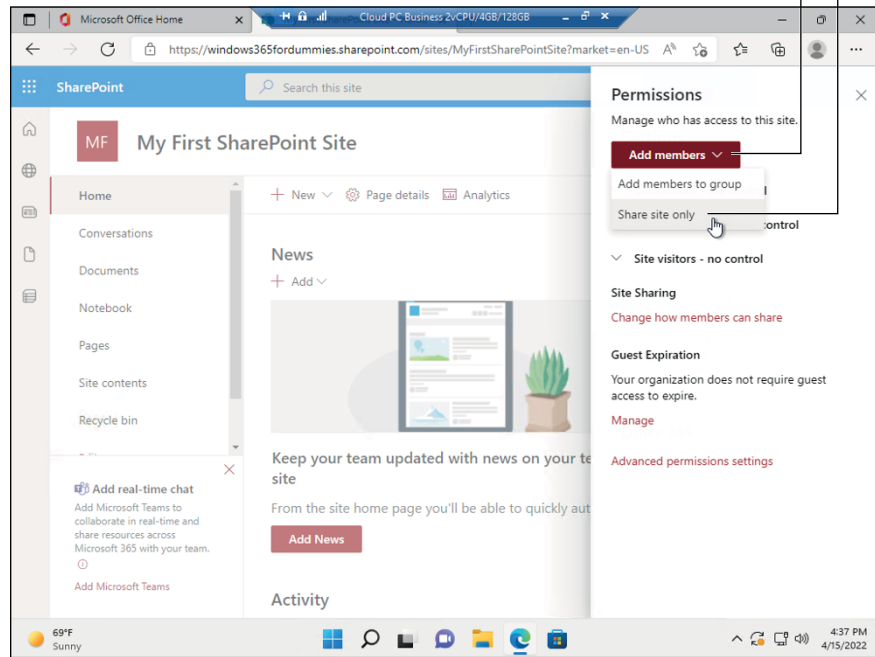 Microsoft Office Home
Cloud PC Business 2vCPU/4GB/128GB
https://windows365fordummies.sharepoint.com/sites/MyFirstSharePointSite?market=en-US
SharePoint
Search this site
MF
My First SharePoint Site
Home
Conversations
Documents
Notebook
Pages
Site contents
Recycle bin
Add real-time chat
Add Microsoft Teams to
collaborate in real-time and
share resources across
Microsoft 365 with your team.
Add Microsoft Teams
New
Page details
Analytics
News
Add
Keep your team updated with news on your
site
From the site home page you'll be able to quickly
Add News
Activity
Permissions
Manage who has access to this site.
Add members
Add members to group
Share site only
control
Site visitors - no control
Site Sharing
Change how members can share
Guest Expiration
Your organization does not require guest
access to expire.
Manage
Advanced permissions settings
69°F
Sunny
4:37 PM
4/15/2022